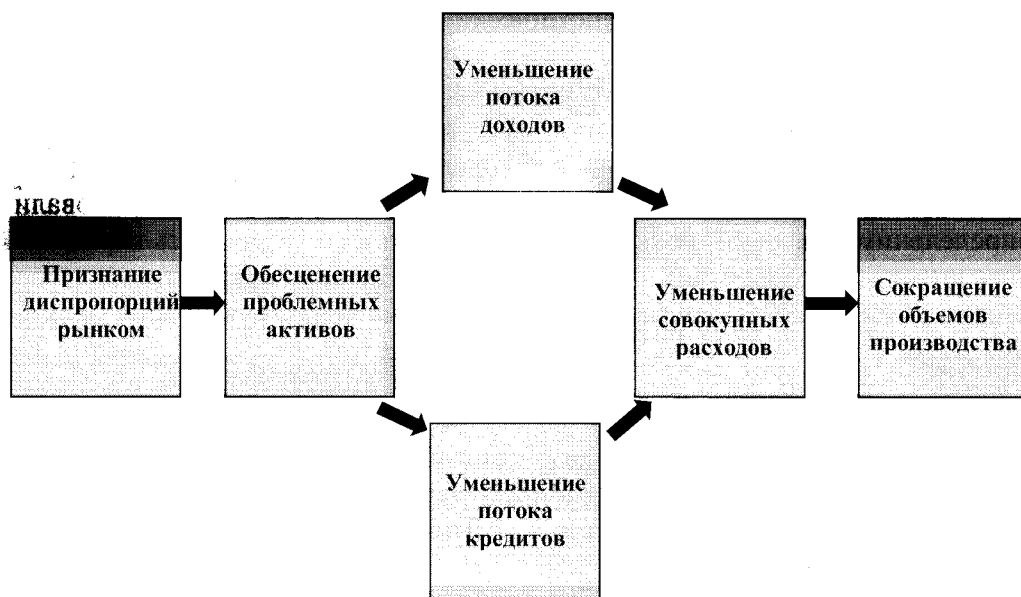 Уменьшение
потока
доходов
Признание
диспропорций
рынком
Обесценение
проблемных
активов
Уменьшение
совокупных
расходов
Сокращение
объемов
производства
Уменьшение
потока
кредитов